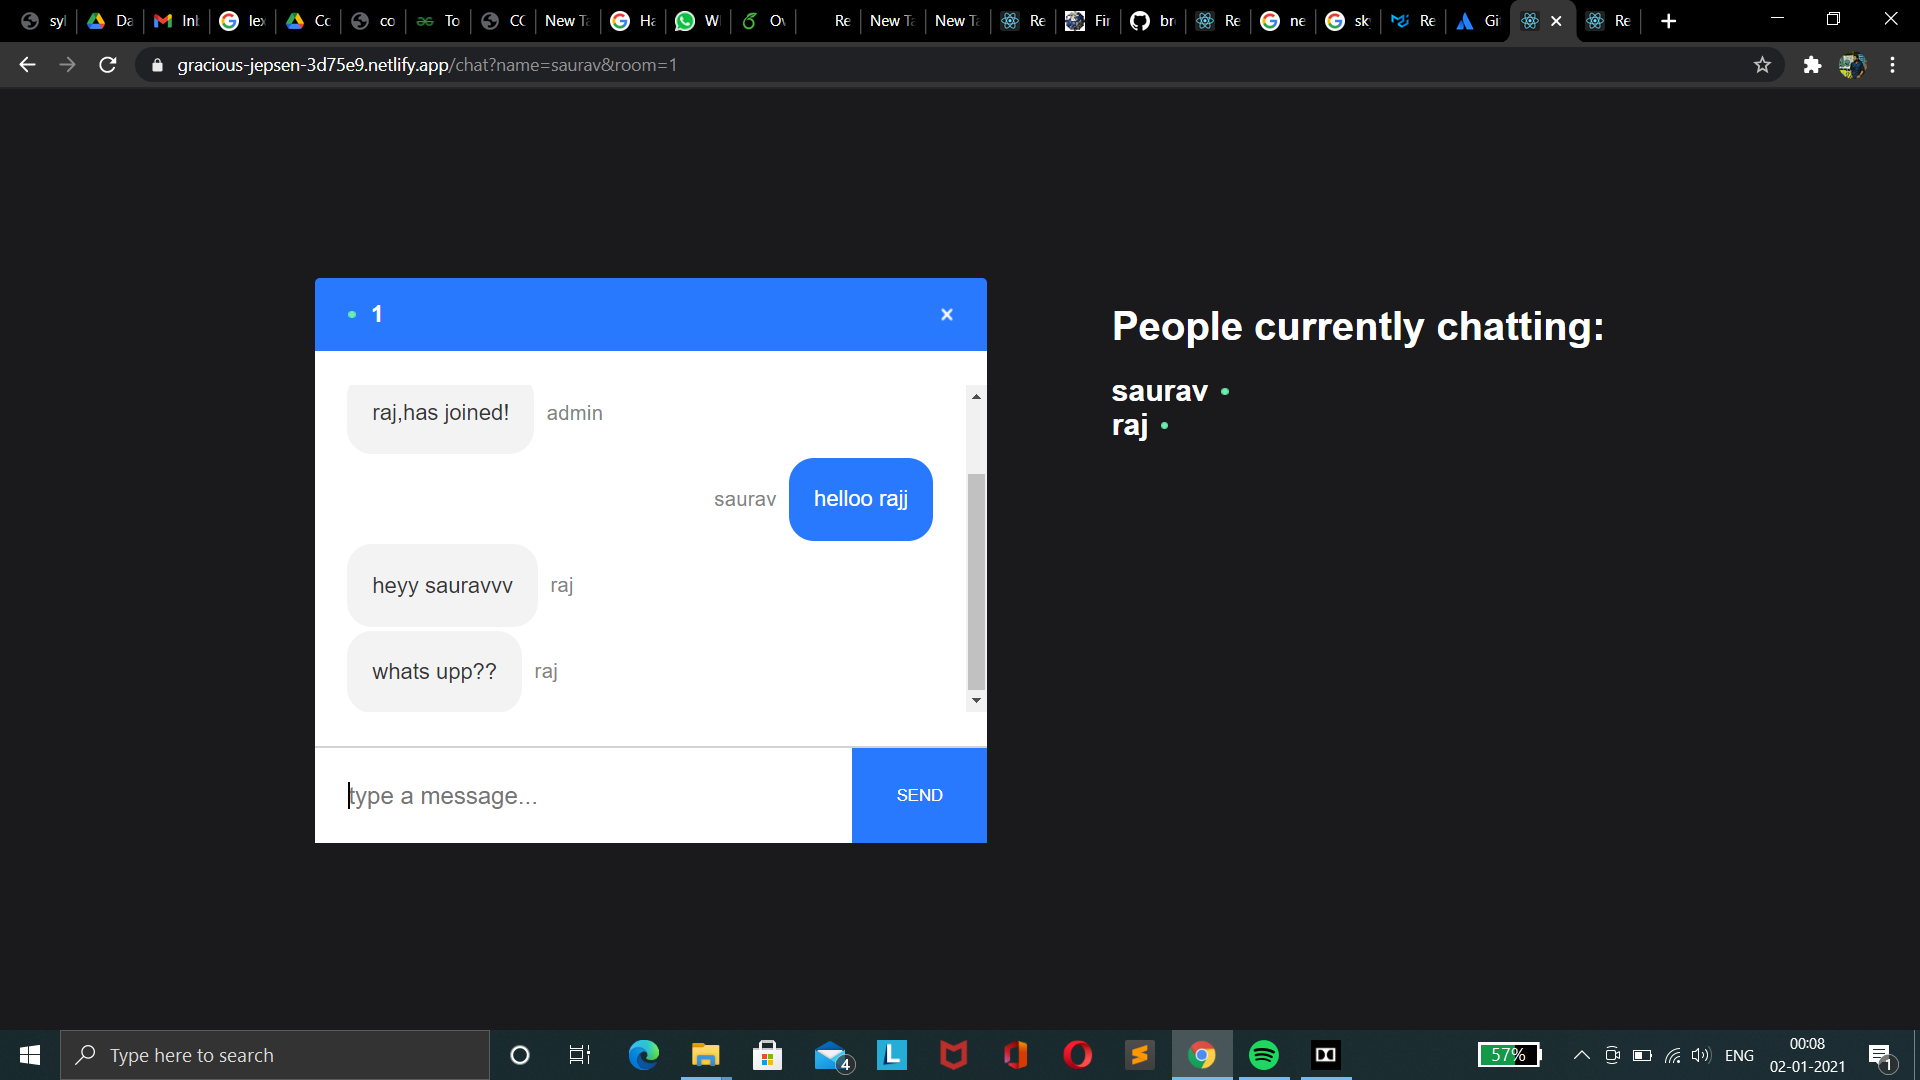 syl
Da
Inl
lex
Co
co
To
CC
New Ta
Ha
W
Ov
Re
New Ta
New Ta
Re
Fir
br
Re
ne
sk
Re
Gi
Re
gracious-jepsen-3d75e9.netlify.app/chat?name=saurav&room=1
1
raj,has joined! admin
saurav helloo rajj
heyy sauravvv raj
whats upp?? raj
type a message...
SEND
People currently chatting:
saurav
raj
Type here to search
4
L
57%
ENG
00:08
02-01-2021
1